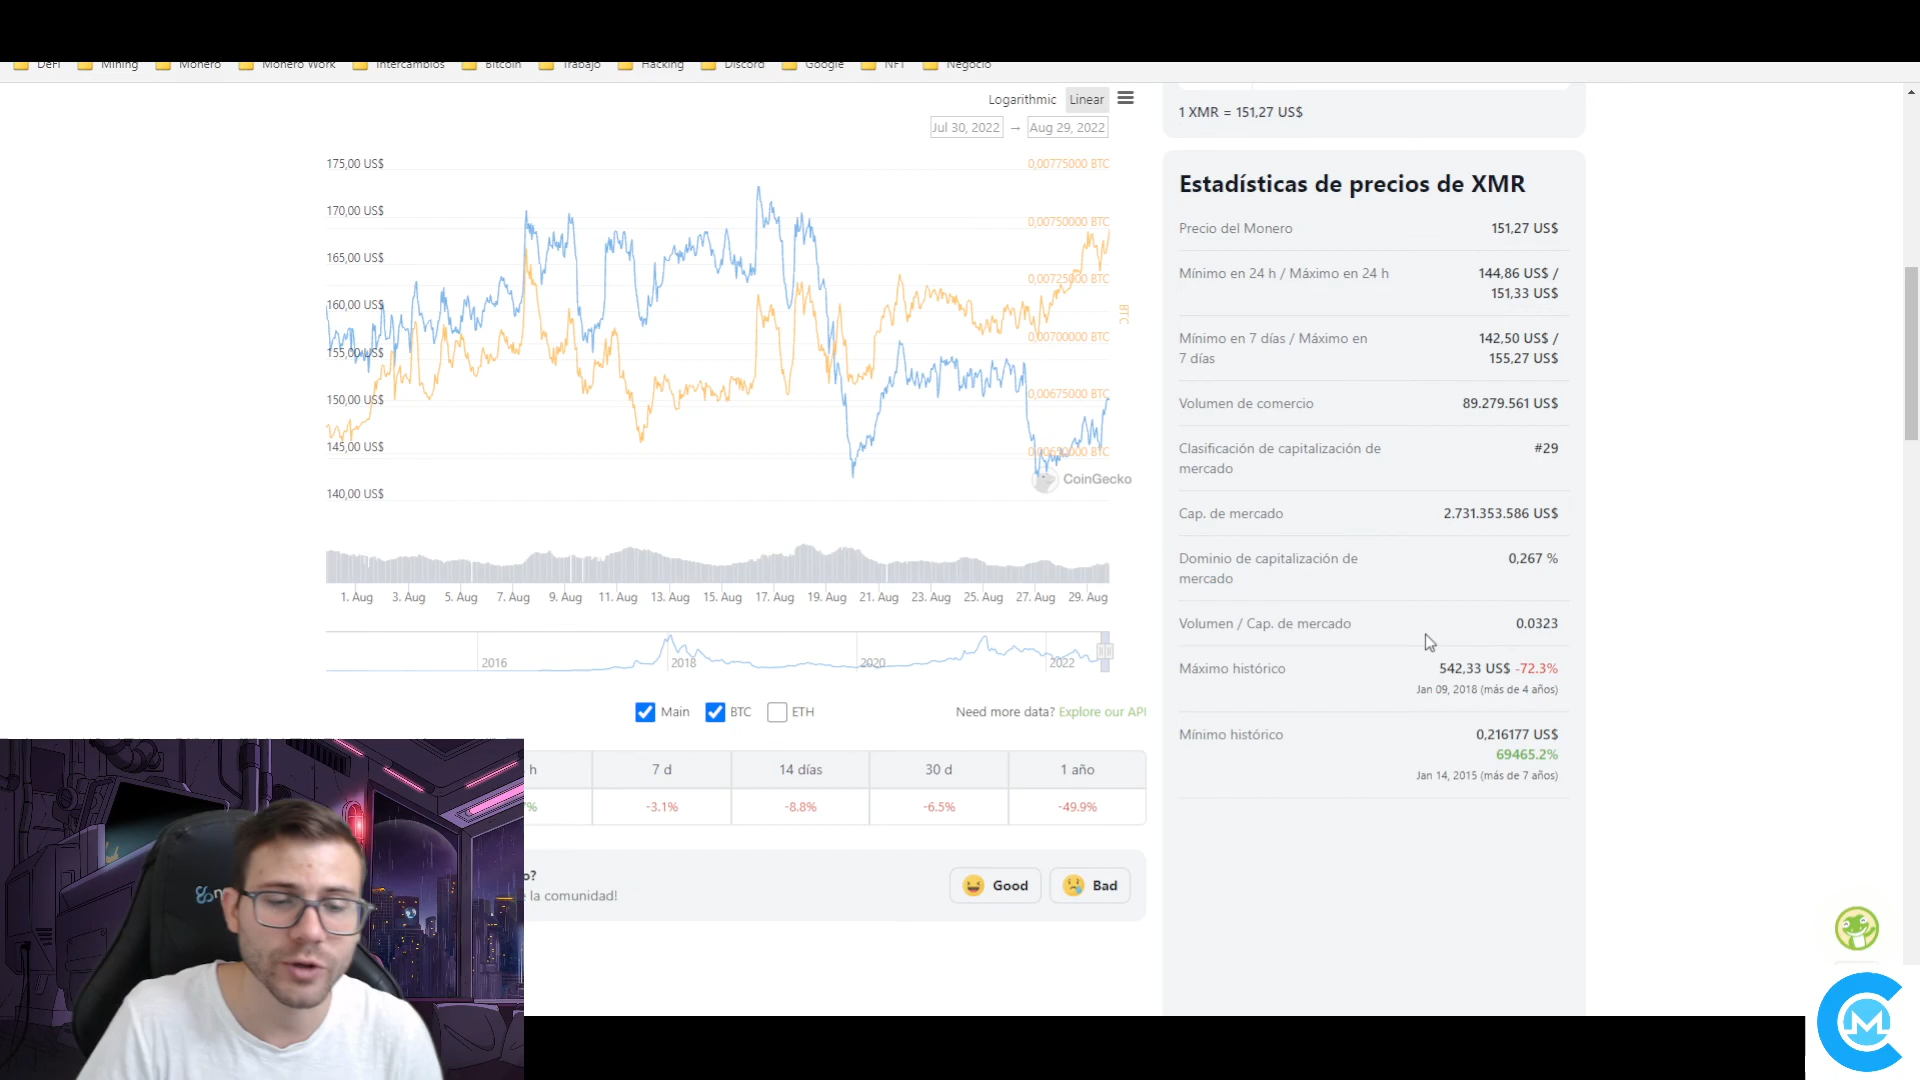 DeFi Mining Monero Monero Work Intercambios Bitcoin Trabajo Hacking Discord Google NFT Negocio
Logarithmic Linear
Jul 30, 2022 → Aug 29, 2022
175,00 US$
170,00 US$
165,00 US$
160,00 US$
155,00 US$
150,00 US$
145,00 US$
140,00 US$
0,00775000 BTC
0,00750000 BTC
0,00725000 BTC
0,00700000 BTC
0,00675000 BTC
0,00650000 BTC
BTC
CoinGecko
1. Aug 3. Aug 5. Aug 7. Aug 9. Aug 11. Aug 13. Aug 15. Aug 17. Aug 19. Aug 21. Aug 23. Aug 25. Aug 27. Aug 29. Aug
2016 2018 2020 2022
Main BTC ETH
Need more data? Explore our API
h 7 d 14 días 30 d 1 año
% -3.1% -8.8% -6.5% -49.9%
o?
la comunidad!
Good Bad
1 XMR = 151,27 US$
Estadísticas de precios de XMR
Precio del Monero 151,27 US$
Mínimo en 24 h / Máximo en 24 h 144,86 US$ /
151,33 US$
Mínimo en 7 días / Máximo en 142,50 US$ /
7 días 155,27 US$
Volumen de comercio 89.279.561 US$
Clasificación de capitalización de #29
mercado
Cap. de mercado 2.731.353.586 US$
Dominio de capitalización de 0,267 %
mercado
Volumen / Cap. de mercado 0.0323
Máximo histórico 542,33 US$ -72.3%
Jan 09, 2018 (más de 4 años)
Mínimo histórico 0,216177 US$
69465.2%
Jan 14, 2015 (más de 7 años)